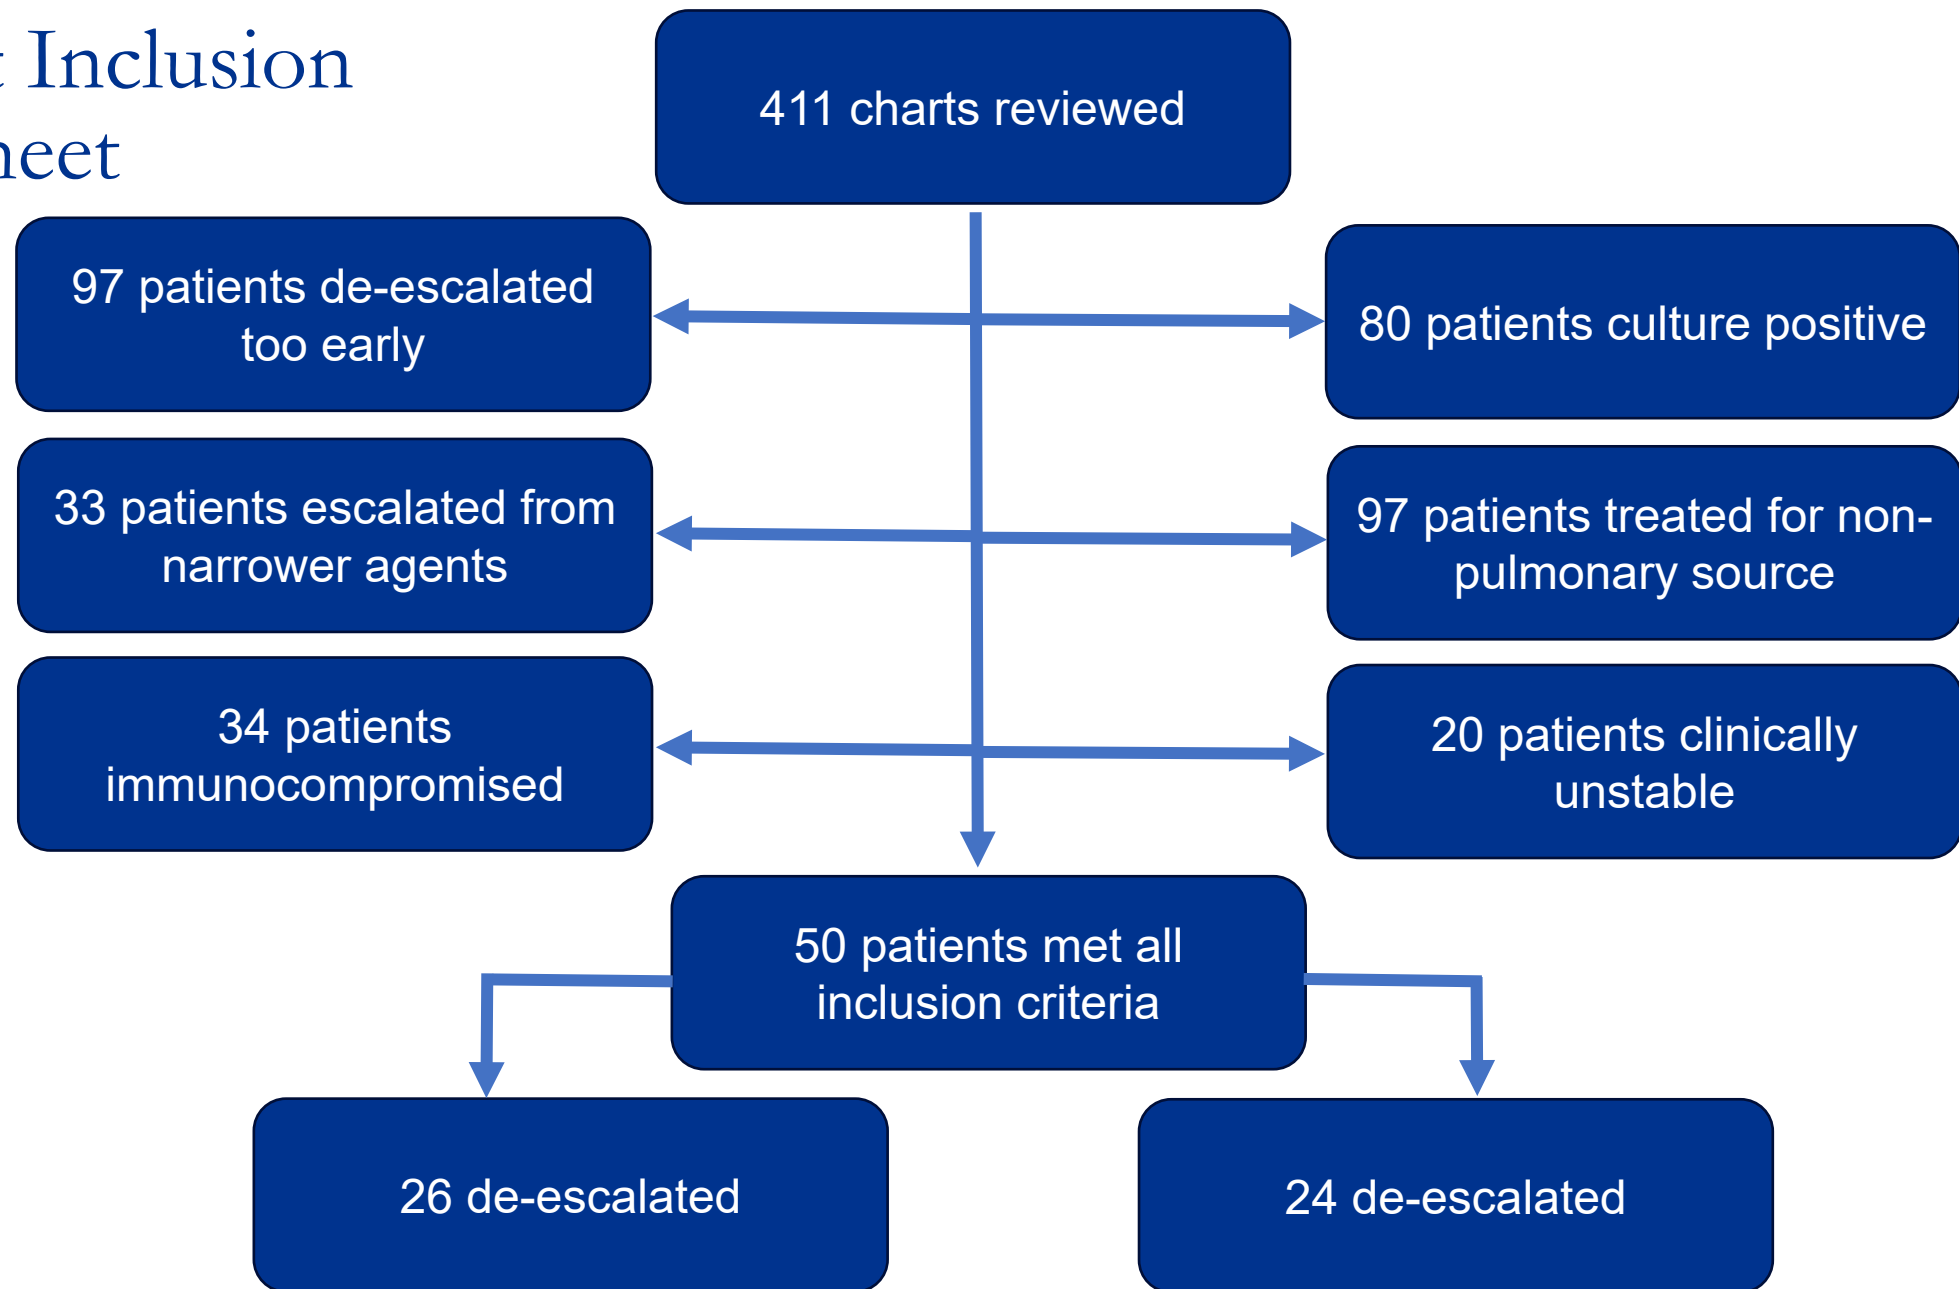 Inclusion
411 charts reviewed
97 patients de-escalated
too early
80 patients culture positive
33 patients escalated from
narrower agents
97 patients treated for non-
pulmonary source
34 patients
immunocompromised
20 patients clinically
unstable
50 patients met all
inclusion criteria
26 de-escalated
24 de-escalated